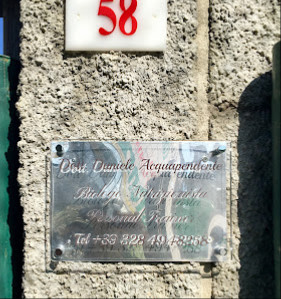 58
Dott. Daniele Acquapendente
Biologo Nutrizionista
Personal Trainer
Tel +39 328